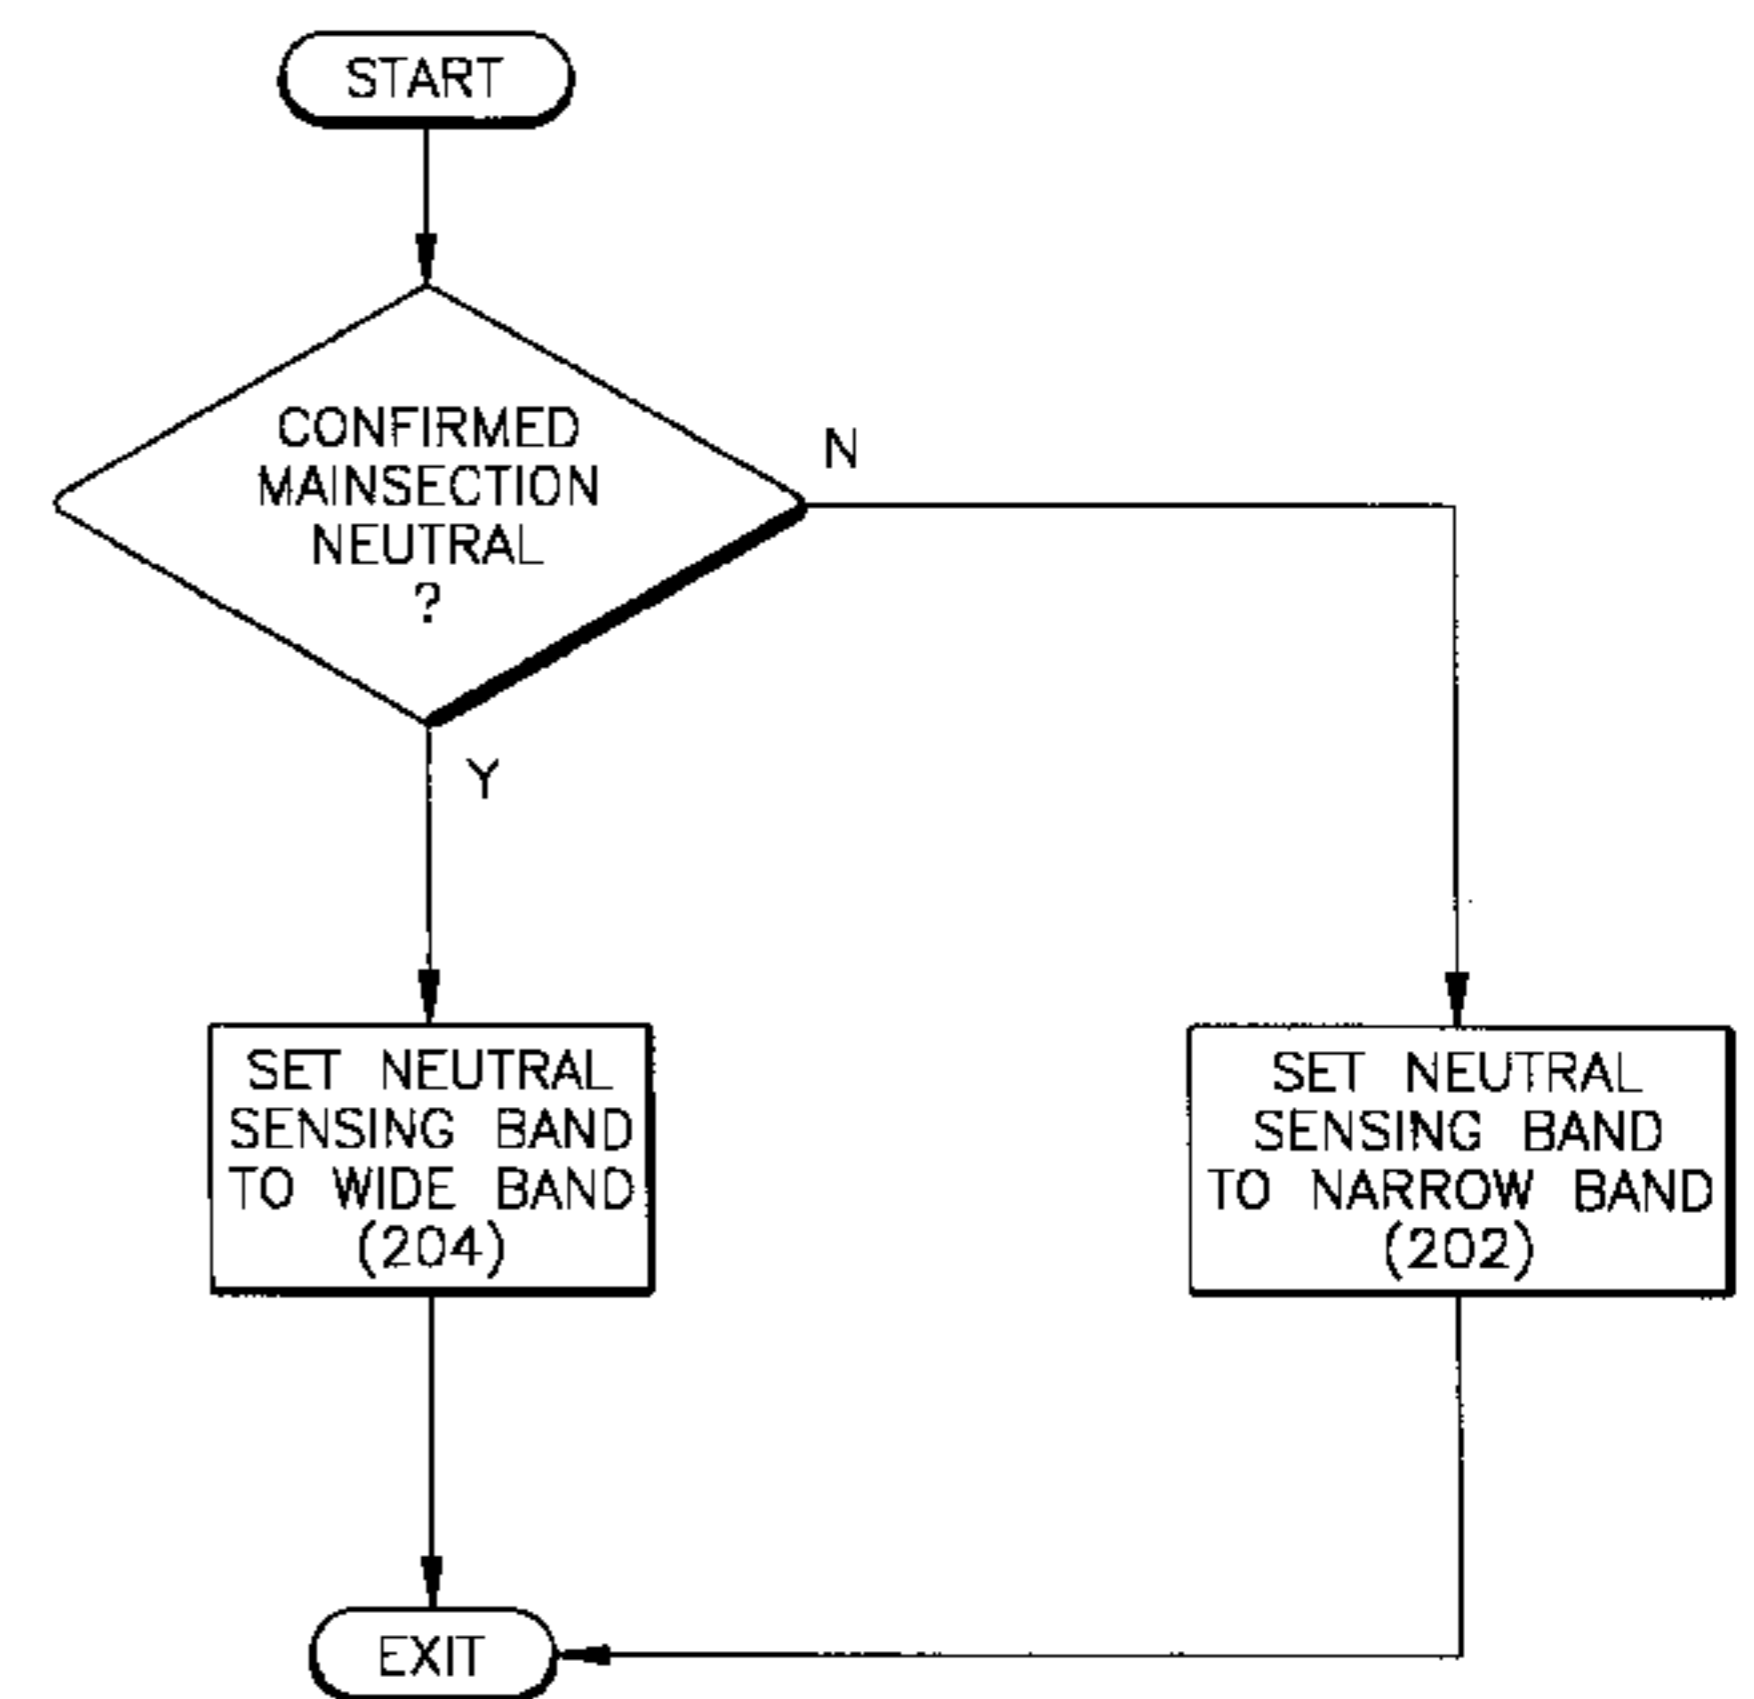 START
CONFIRMED
MAINSECTION
NEUTRAL
?
N
Y
SET NEUTRAL
SENSING BAND
TO WIDE BAND
(204)
SET NEUTRAL
SENSING BAND
TO NARROW BAND
(202)
EXIT